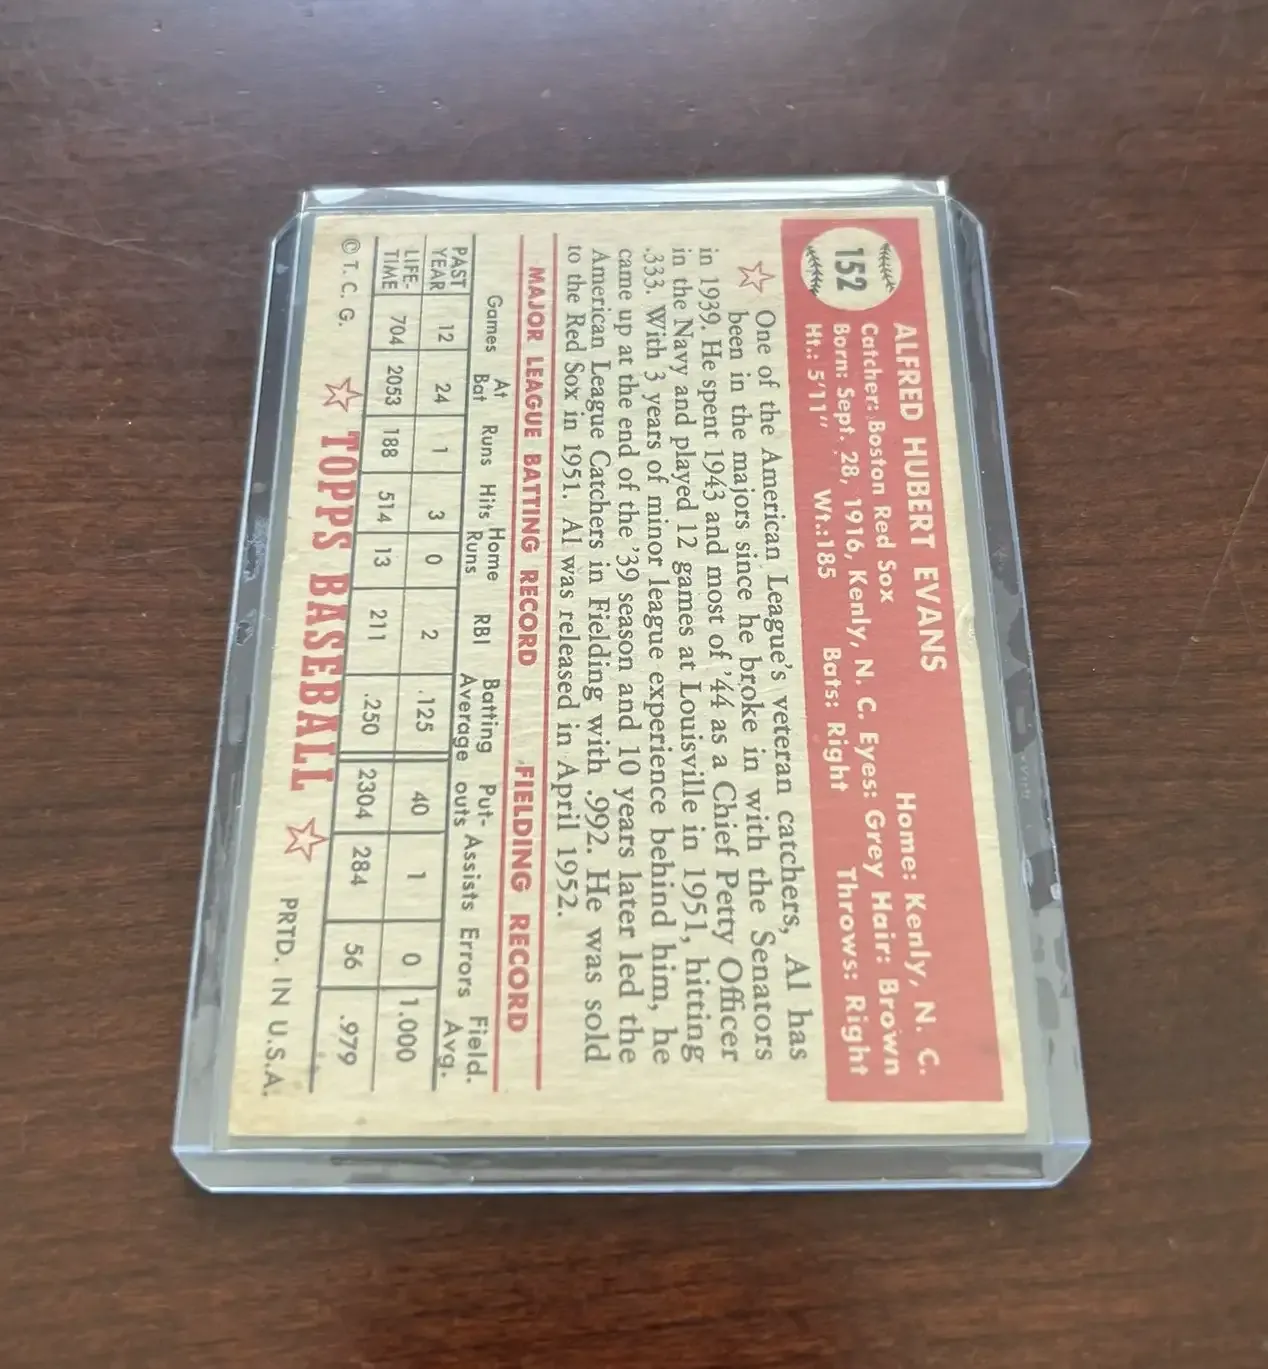 152
ALFRED HUBERT EVANS Home: Kenly, N. C.
Catcher: Boston Red Sox
Born: Sept. 28, 1916, Kenly, N. C. Eyes: Grey Hair: Brown
Ht.: 5'11" Wt.:185 Bats: Right Throws: Right
One of the American League's veteran catchers, Al has
been in the majors since he broke in with the Senators
in 1939. He spent 1943 and most of '44 as a Chief Petty Officer
in the Navy and played 12 games at Louisville in 1951, hitting
.333. With 3 years of minor league experience behind him, he
came up at the end of the '39 season and 10 years later led the
American League Catchers in Fielding with .992. He was sold
to the Red Sox in 1951. Al was released in April 1952.
MAJOR LEAGUE BATTING RECORD FIELDING RECORD
Games At Bat Runs Hits Home Runs RBI Batting Average Put-outs Assists Errors Field. Avg.
PAST YEAR 12 24 1 3 0 2 .125 40 1 0 1.000
LIFE-TIME 704 2053 188 514 13 211 .250 2304 284 56 .979
© T. C. G. TOPPS BASEBALL PRTD. IN U.S.A.